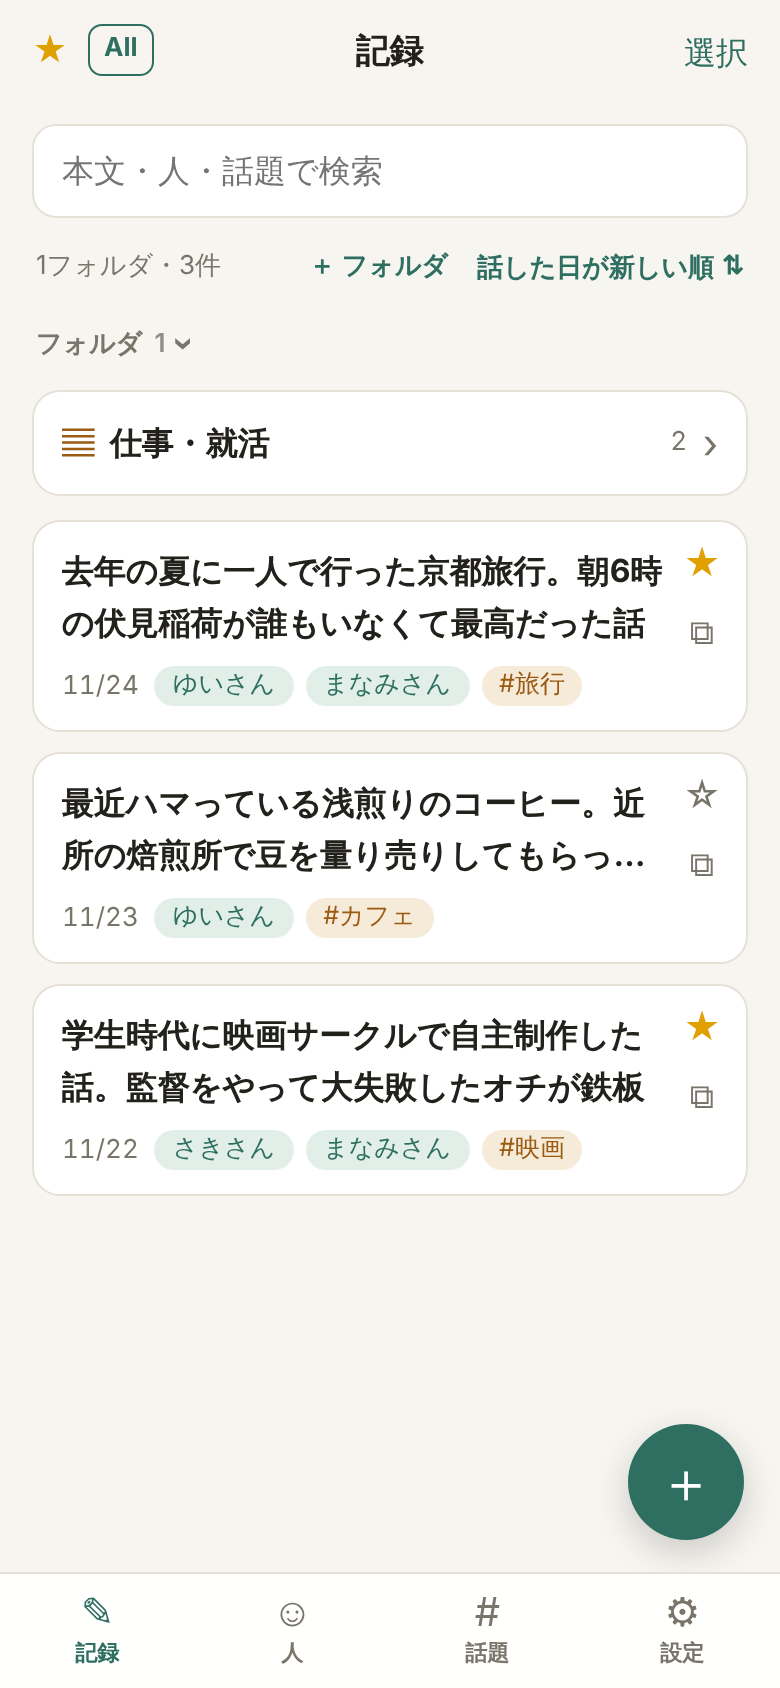 ★ All 記録 選択
本文・人・話題で検索
1フォルダ・3件 + フォルダ 話した日が新しい順 ⇅
フォルダ 1
仕事・就活 2 ›
去年の夏に一人で行った京都旅行。朝6時
の伏見稲荷が誰もいなくて最高だった話
11/24 ゆいさん まなみさん #旅行
最近ハマっている浅煎りのコーヒー。近
所の焙煎所で豆を量り売りしてもらっ…
11/23 ゆいさん #カフェ
学生時代に映画サークルで自主制作した
話。監督をやって大失敗したオチが鉄板
11/22 さきさん まなみさん #映画
+
記録 人 # 話題 設定